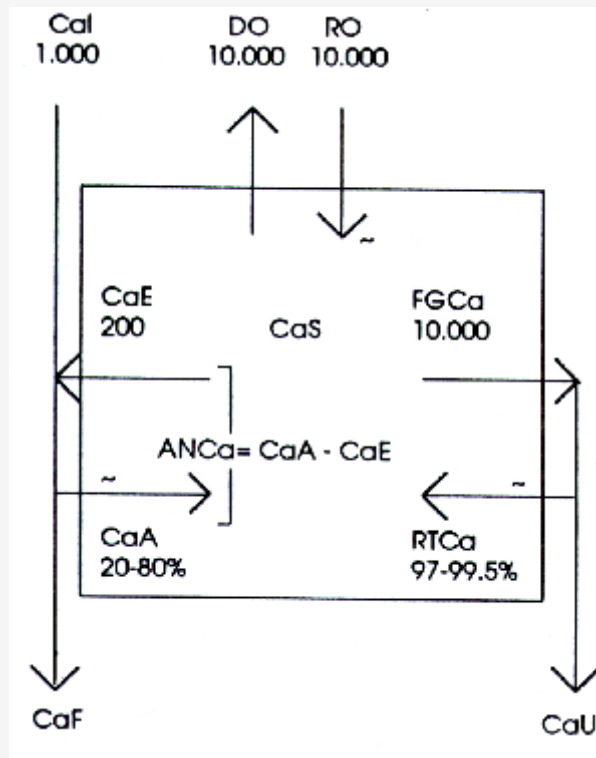 CaI DO RO
1.000 10.000 10.000
~
CaE FGCa
200 CaS 10.000
ANCa= CaA - CaE
~ ~
CaA RTCa
20-80% 97-99.5%
CaF CaU